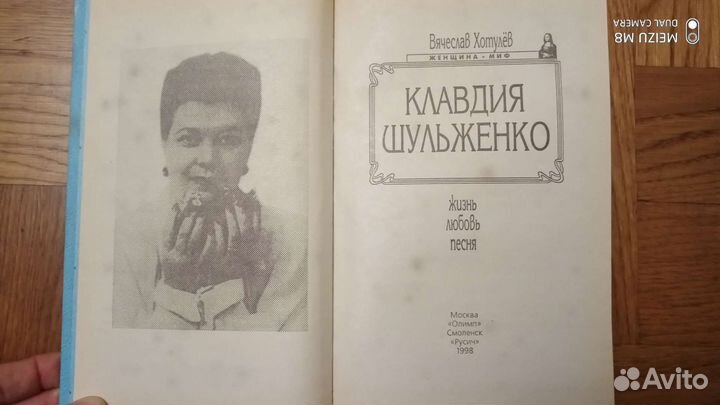 Вячеслав Хотулёв
ЖЕНЩИНА - МИФ
КЛАВДИЯ
ШУЛЬЖЕНКО
жизнь
любовь
песня
Москва
«Олимп»
Смоленск
«Русич»
1998
MEIZU M8
DUAL CAMERA
Avito